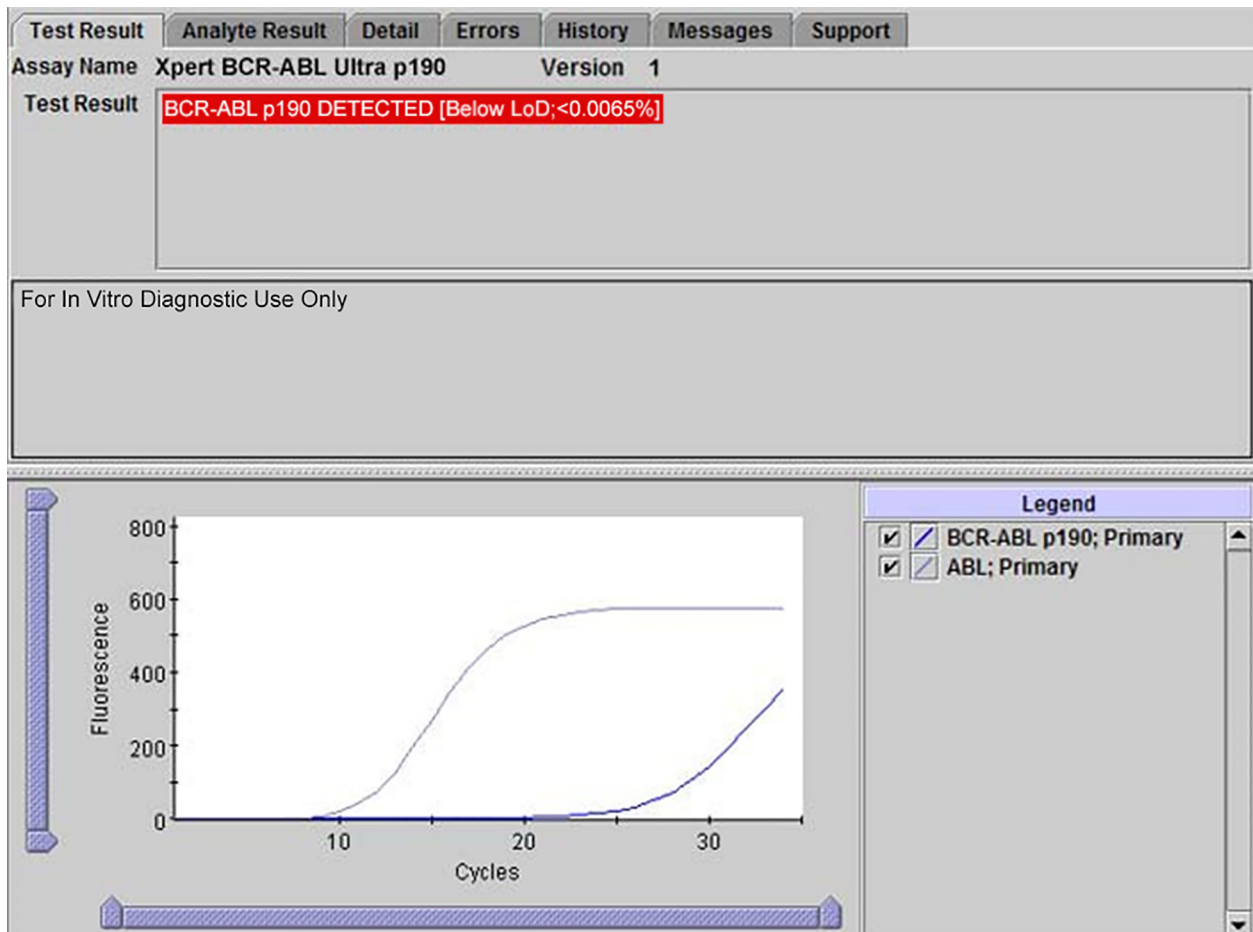 Test Result Analyte Result Detail Errors History Messages Support
Assay Name Xpert BCR-ABL Ultra p190 Version 1
Test Result BCR-ABL p190 DETECTED [Below LoD;<0.0065%]
For In Vitro Diagnostic Use Only
Legend
BCR-ABL p190; Primary
ABL; Primary
800
600
400
200
0
Fluorescence
10 20 30
Cycles